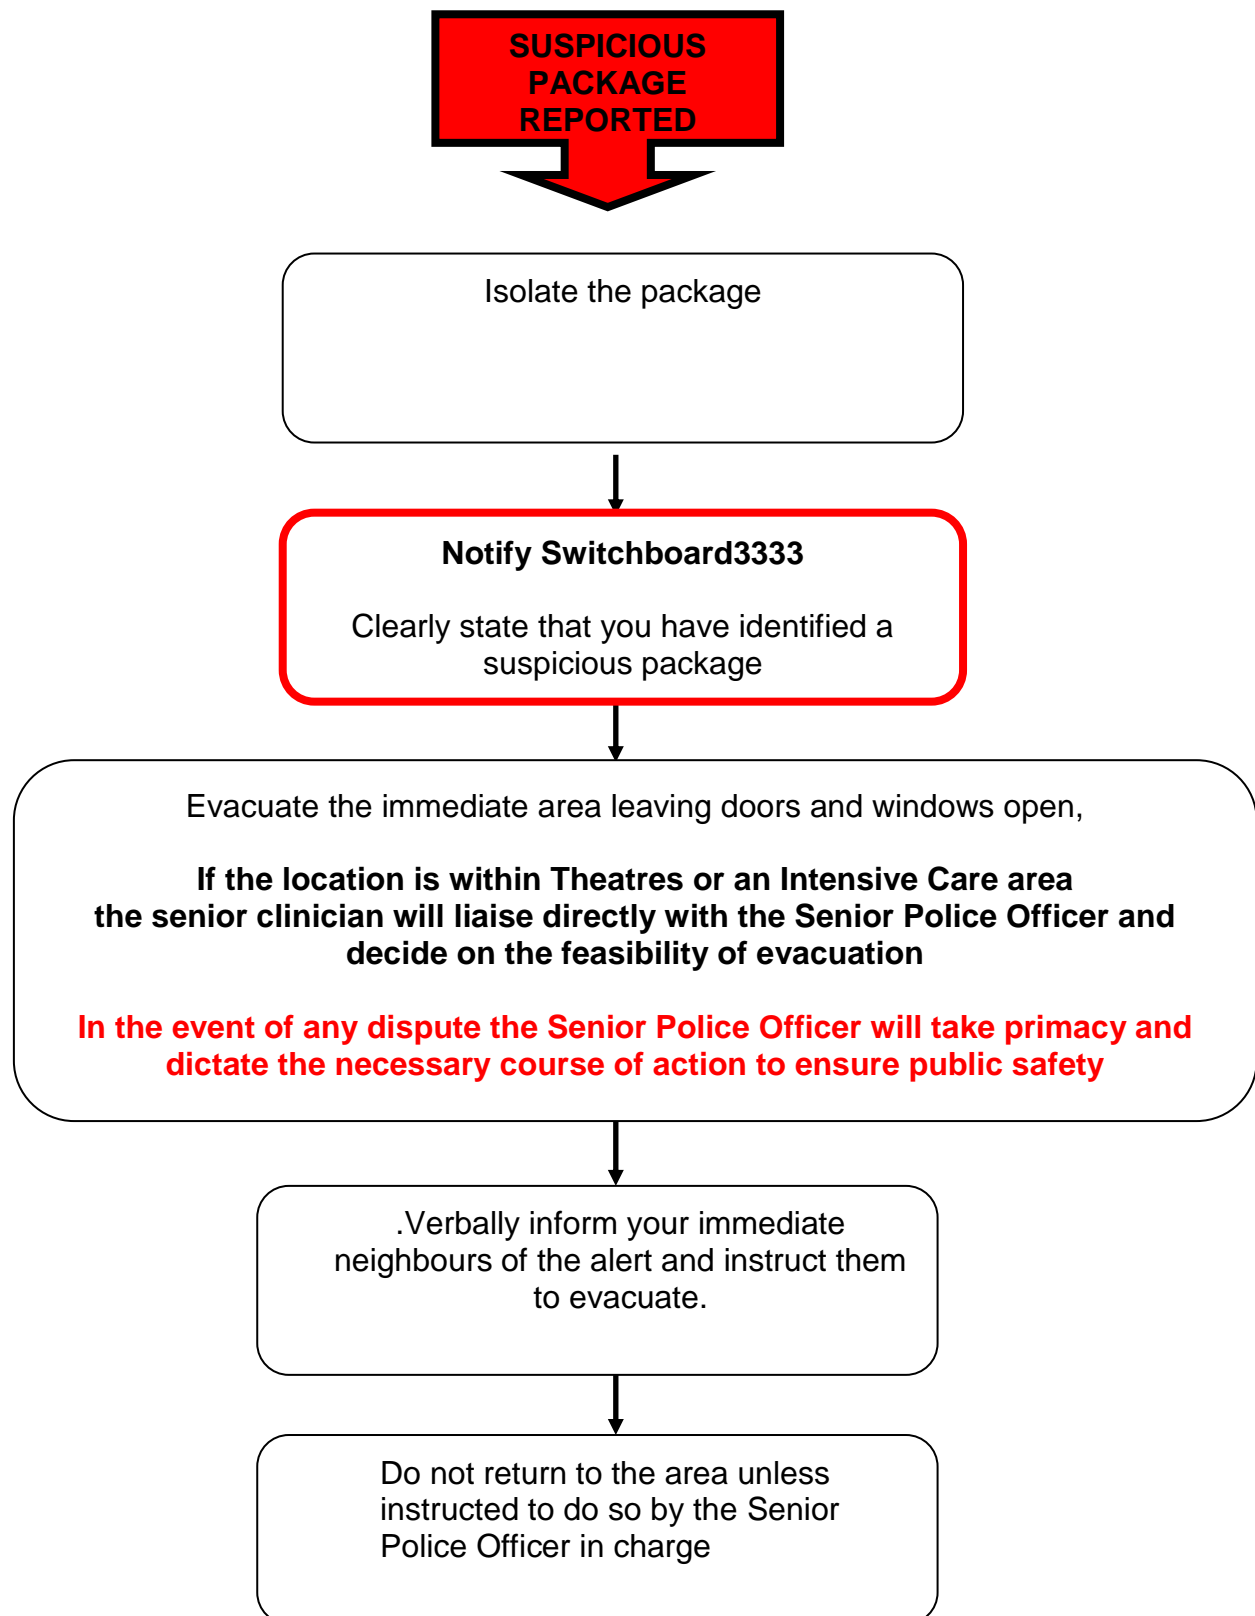 SUSPICIOUS
PACKAGE
REPORTED
Isolate the package
Notify Switchboard3333
Clearly state that you have identified a
suspicious package
Evacuate the immediate area leaving doors and windows open,
If the location is within Theatres or an Intensive Care area
the senior clinician will liaise directly with the Senior Police Officer and
decide on the feasibility of evacuation
In the event of any dispute the Senior Police Officer will take primacy and
dictate the necessary course of action to ensure public safety
.Verbally inform your immediate
neighbours of the alert and instruct them
to evacuate.
Do not return to the area unless
instructed to do so by the Senior
Police Officer in charge